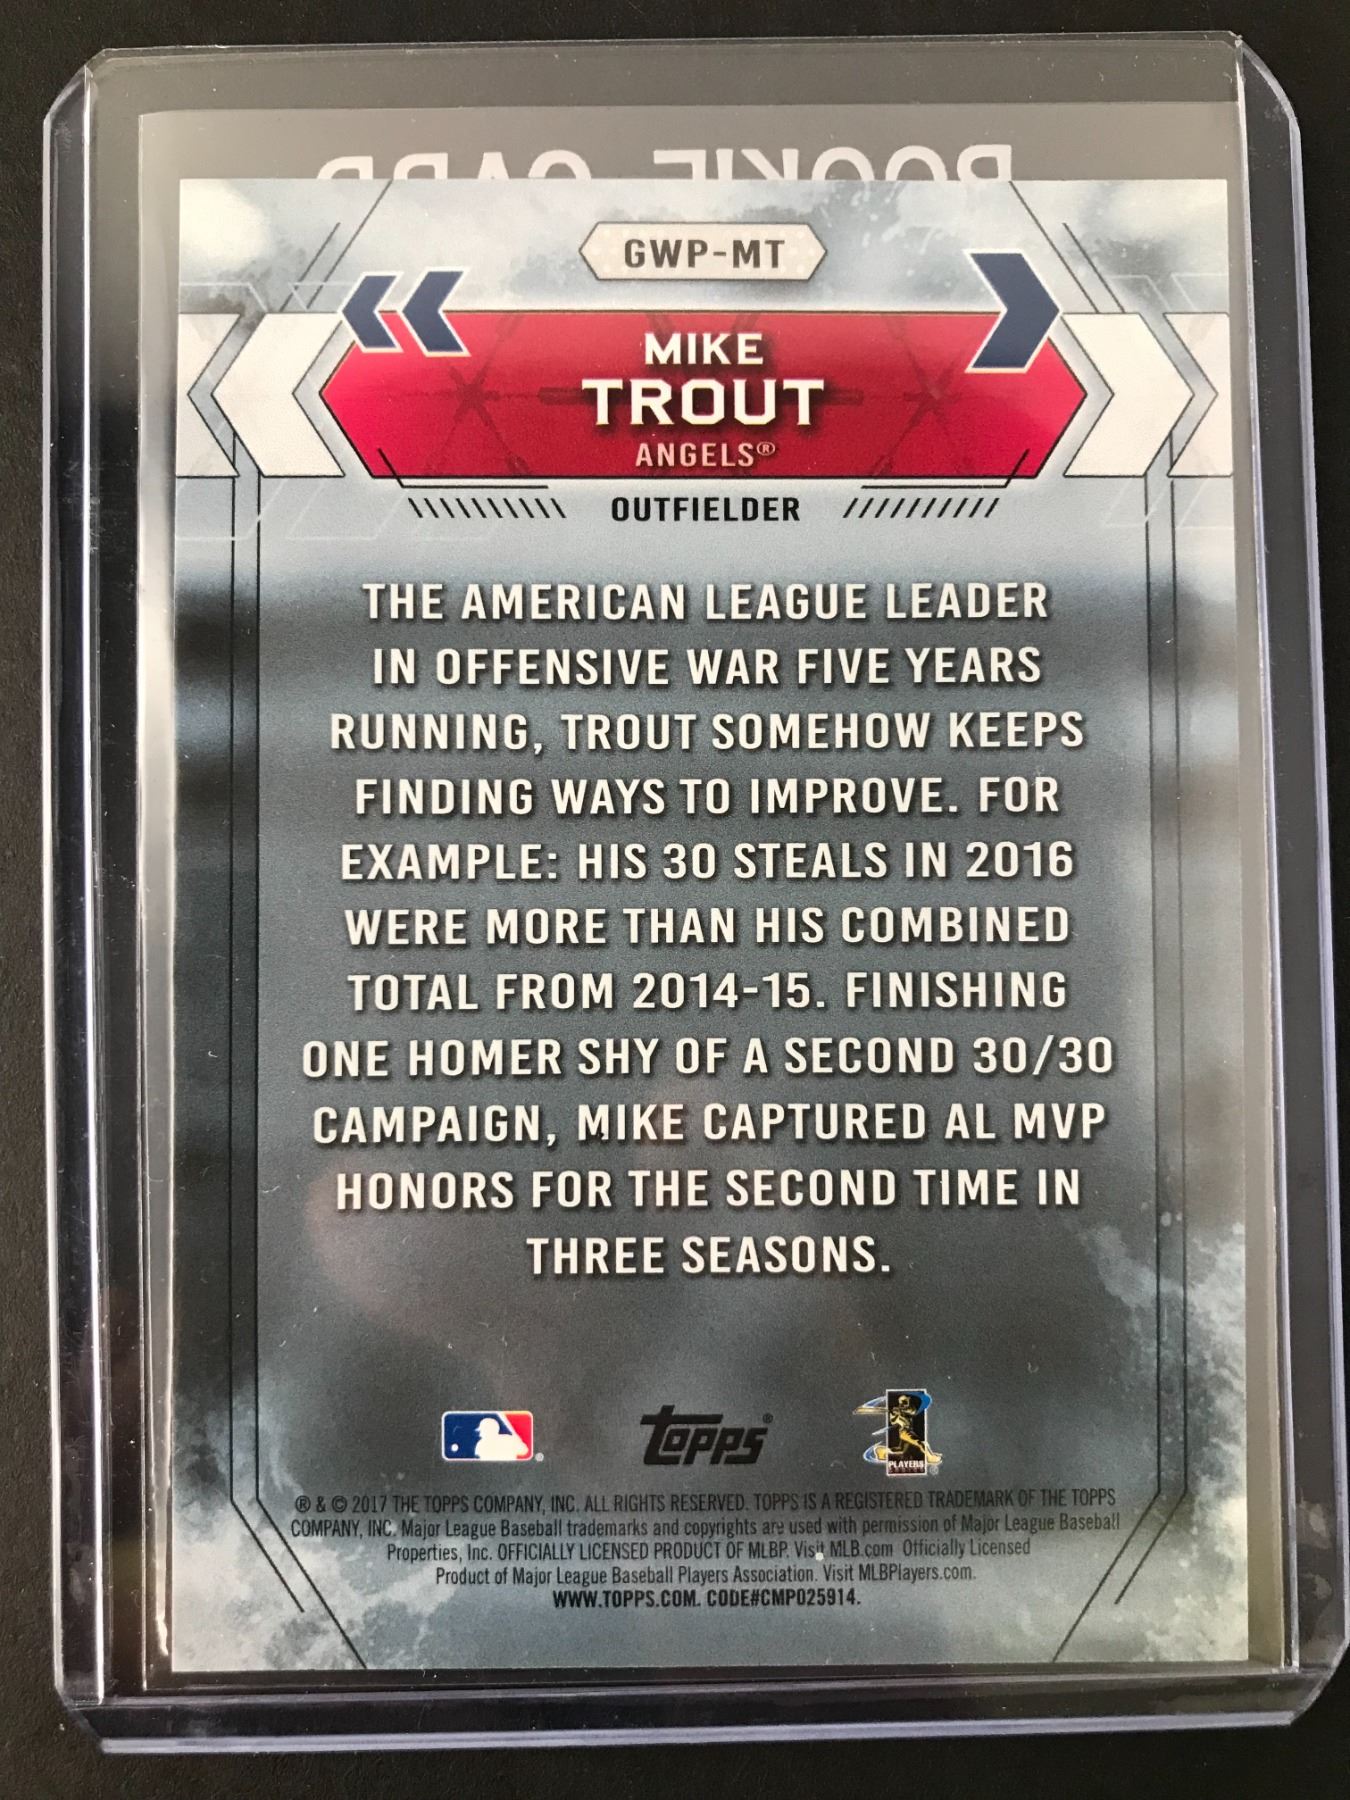 ROOKIE CARD
GWP-MT
MIKE
TROUT
ANGELS®
OUTFIELDER
THE AMERICAN LEAGUE LEADER
IN OFFENSIVE WAR FIVE YEARS
RUNNING, TROUT SOMEHOW KEEPS
FINDING WAYS TO IMPROVE. FOR
EXAMPLE: HIS 30 STEALS IN 2016
WERE MORE THAN HIS COMBINED
TOTAL FROM 2014-15. FINISHING
ONE HOMER SHY OF A SECOND 30/30
CAMPAIGN, MIKE CAPTURED AL MVP
HONORS FOR THE SECOND TIME IN
THREE SEASONS.
Topps®
PLAYERS
® & © 2017 THE TOPPS COMPANY, INC. ALL RIGHTS RESERVED. TOPPS IS A REGISTERED TRADEMARK OF THE TOPPS
COMPANY, INC. Major League Baseball trademarks and copyrights are used with permission of Major League Baseball
Properties, Inc. OFFICIALLY LICENSED PRODUCT OF MLBP. Visit MLB.com Officially Licensed
Product of Major League Baseball Players Association. Visit MLBPlayers.com.
WWW.TOPPS.COM. CODE#CMP025914.